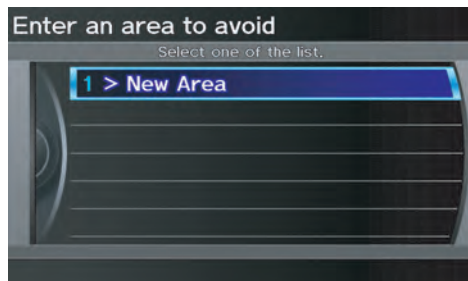 Enter an area to avoid
Select one of the list.
1 > New Area